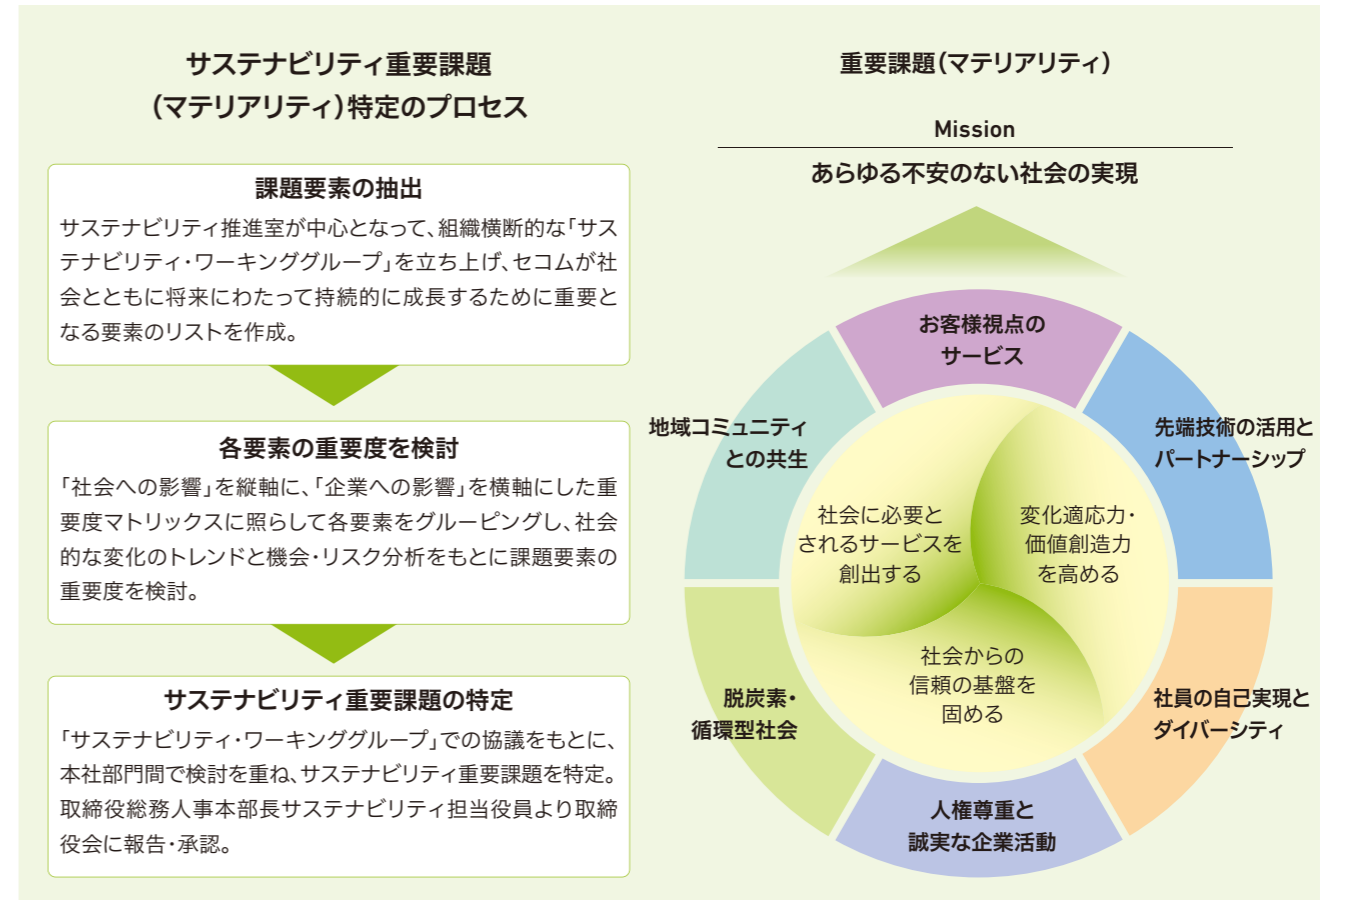 サステナビリティ重要課題
（マテリアリティ）特定のプロセス
課題要素の抽出
サステナビリティ推進室が中心となって、組織横断的な「サス
テナビリティ・ワーキンググループ」を立ち上げ、セコムが社
会とともに将来にわたって持続的に成長するために重要と
なる要素のリストを作成。
各要素の重要度を検討
「社会への影響」を縦軸に、「企業への影響」を横軸にした重
要度マトリックスに照らして各要素をグルーピングし、社会
的な変化のトレンドと機会・リスク分析をもとに課題要素の
重要度を検討。
サステナビリティ重要課題の特定
「サステナビリティ・ワーキンググループ」での協議をもとに、
本社部門間で検討を重ね、サステナビリティ重要課題を特定。
取締役総務人事本部長サステナビリティ担当役員より取締
役会に報告・承認。
重要課題（マテリアリティ）
Mission
あらゆる不安のない社会の実現
お客様視点の
サービス
地域コミュニティ
との共生
先端技術の活用と
パートナーシップ
社会に必要と
されるサービスを
創出する
変化適応力・
価値創造力
を高める
社会からの
信頼の基盤を
固める
脱炭素・
循環型社会
社員の自己実現と
ダイバーシティ
人権尊重と
誠実な企業活動